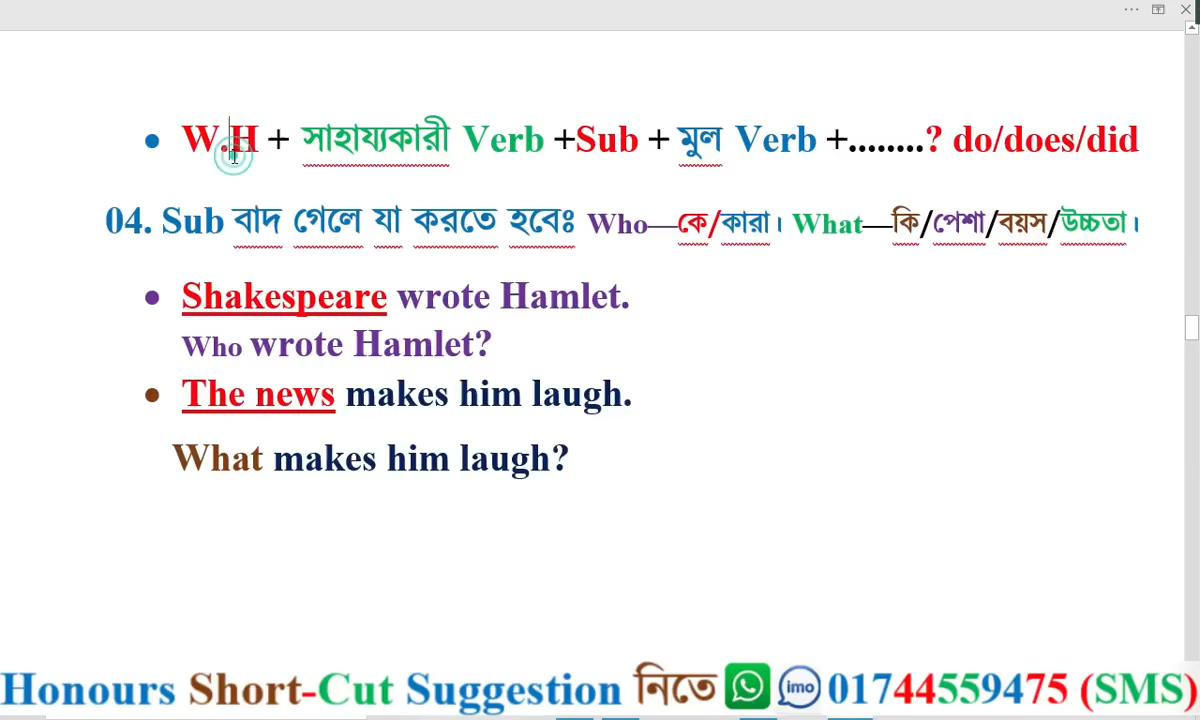 • W.H + সাহায্যকারী Verb +Sub + মুল Verb +........? do/does/did
04. Sub বাদ গেলে যা করতে হবেঃ Who—কে/কারা। What—কি/পেশা/বয়স/উচ্চতা।
• Shakespeare wrote Hamlet.
Who wrote Hamlet?
• The news makes him laugh.
What makes him laugh?
Honours Short-Cut Suggestion নিতে imo 01744559475 (SMS)